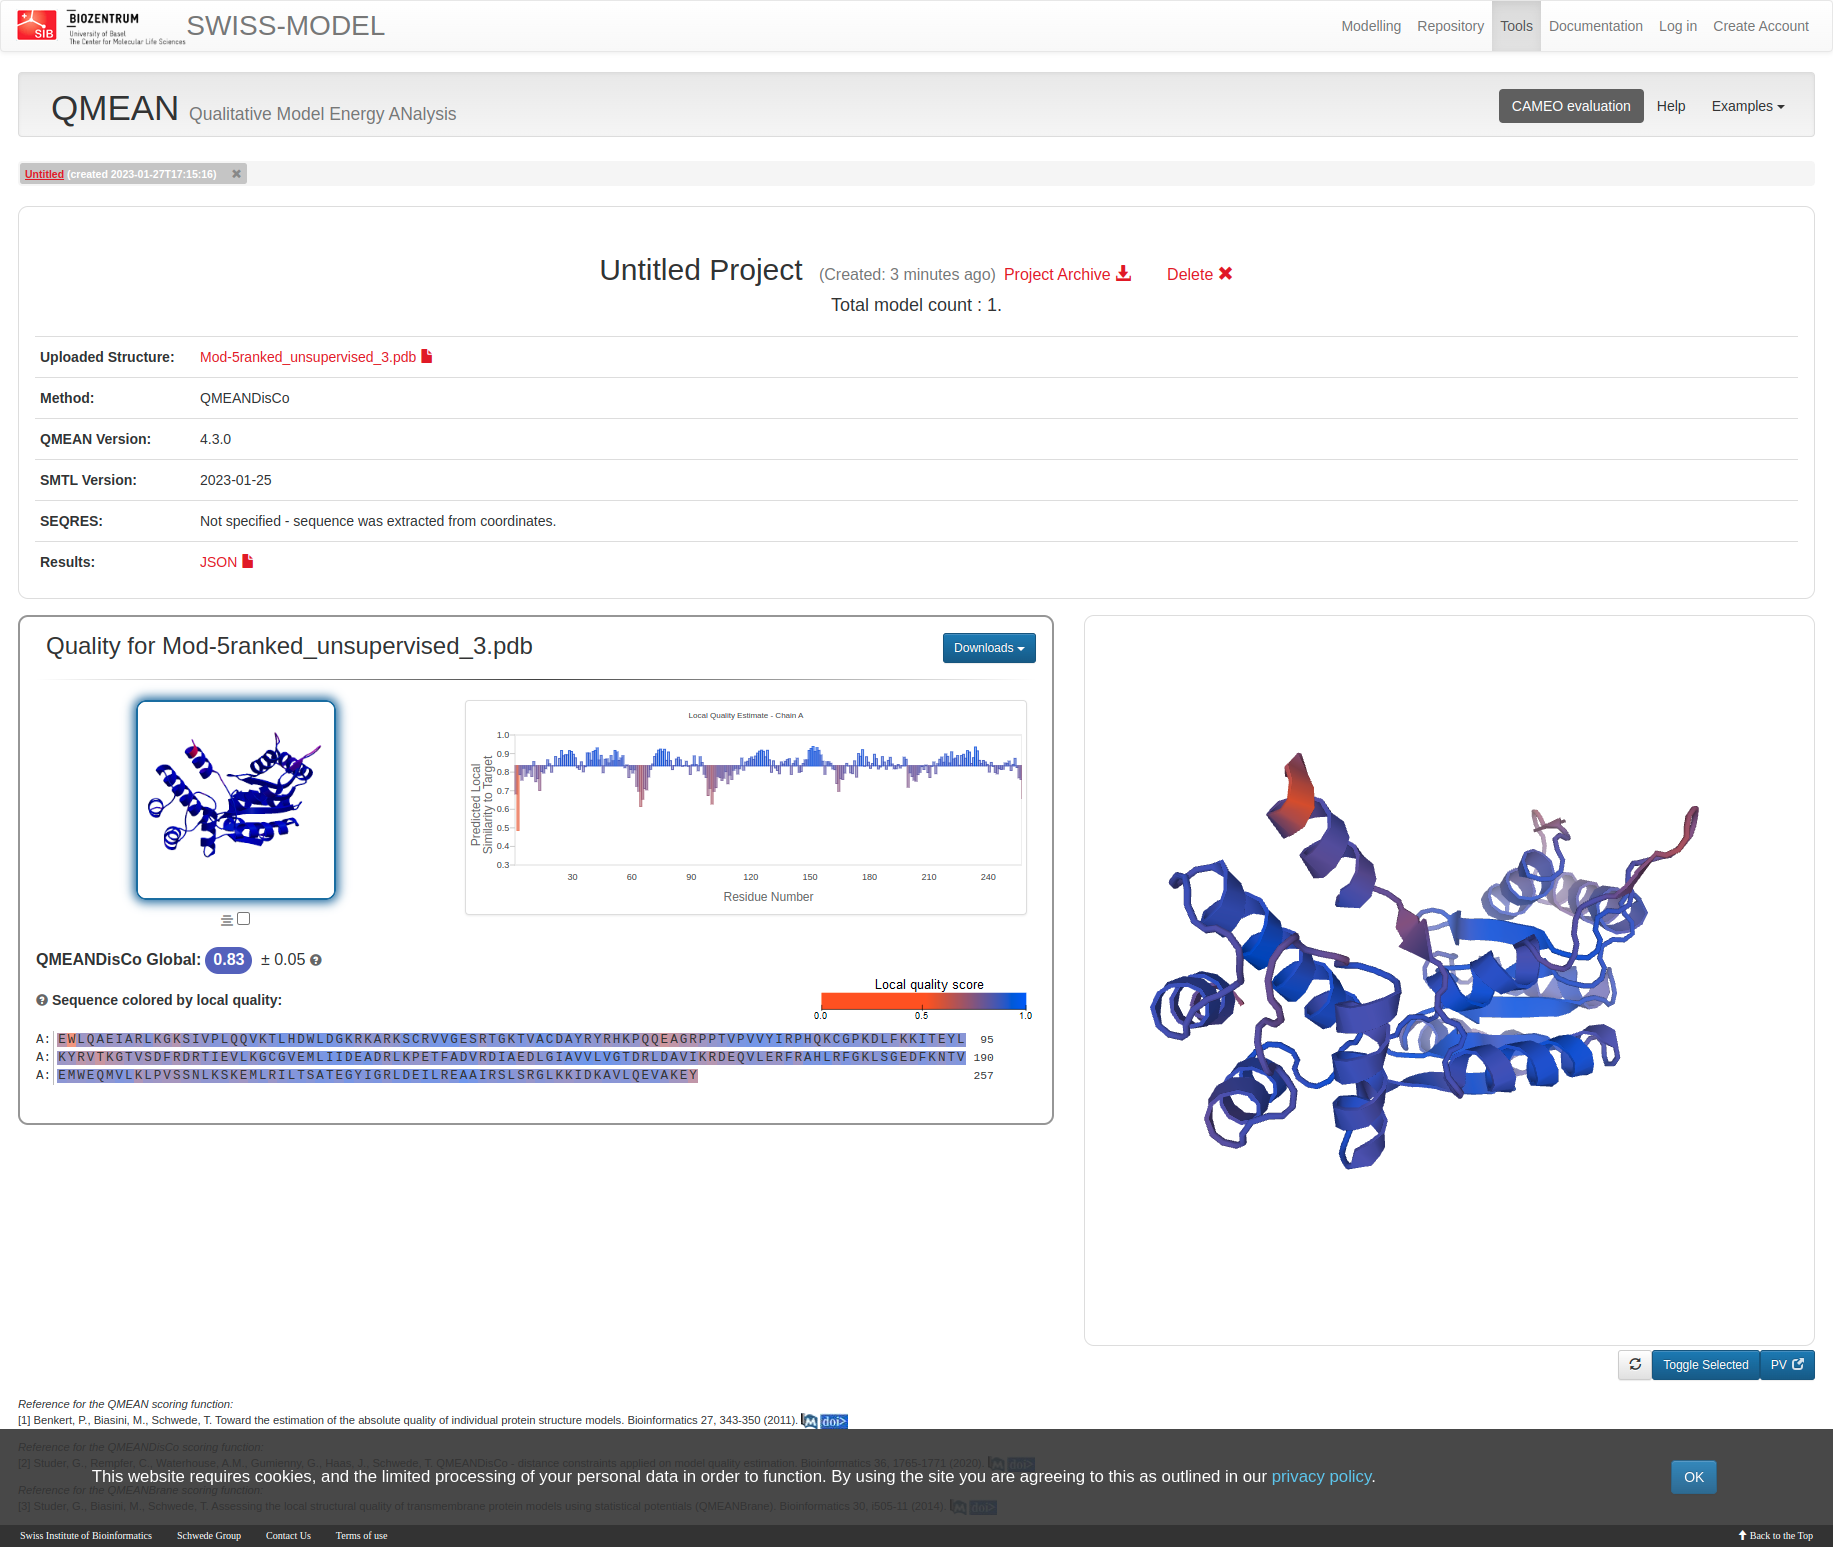 SIB
BIOZENTRUM
University of Basel
The Center for Molecular Life Sciences
SWISS-MODEL
Modelling Repository Tools Documentation Log in Create Account
QMEAN Qualitative Model Energy ANalysis
CAMEO evaluation Help Examples
Untitled (created 2023-01-27T17:15:16)
Untitled Project (Created: 3 minutes ago) Project Archive Delete
Total model count : 1.
Uploaded Structure: Mod-5ranked_unsupervised_3.pdb
Method: QMEANDisCo
QMEAN Version: 4.3.0
SMTL Version: 2023-01-25
SEQRES: Not specified - sequence was extracted from coordinates.
Results: JSON
Quality for Mod-5ranked_unsupervised_3.pdb
Downloads
Local Quality Estimate - Chain A
Predicted Local
Similarity to Target
1.0
0.9
0.8
0.7
0.6
0.5
0.4
0.3
30 60 90 120 150 180 210 240
Residue Number
QMEANDisCo Global: 0.83 ± 0.05
Sequence colored by local quality:
Local quality score
0.0 0.5 1.0
A: EWLQAEIARLKGKSIVPLQQVKTLHDWLDGKRKARKSCRVVGESRTGKTVACDAYRYRHKPQQEAGRPPTVPVVYIRPHQKCGPKDLFKKITEYL 95
A: KYRVTKGTVSDFRDRTIEVLKGCGVEMLIIDEADRLKPETFADVRDIAEDLGIAVVLVGTDRLDAVIKRDEQVLERFRAHLRFGKLSGEDFKNTV 190
A: EMWEQMVLKLPVSSNLKSKEMLRILTSATEGYIGRLDEILREAAIRSLSRGLKKIDKAVLQEVAKEY 257
Toggle Selected PV
Reference for the QMEAN scoring function:
[1] Benkert, P., Biasini, M., Schwede, T. Toward the estimation of the absolute quality of individual protein structure models. Bioinformatics 27, 343-350 (2011). M doi>
Reference for the QMEANDisCo scoring function:
[2] Studer, G., Rempfer, C., Waterhouse, A.M., Gumienny, G., Haas, J., Schwede, T. QMEANDisCo - distance constraints applied on model quality estimation. Bioinformatics 36, 1765-1771 (2020). M doi>
This website requires cookies, and the limited processing of your personal data in order to function. By using the site you are agreeing to this as outlined in our privacy policy.
OK
Reference for the QMEANBrane scoring function:
[3] Studer, G., Biasini, M., Schwede, T. Assessing the local structural quality of transmembrane protein models using statistical potentials (QMEANBrane). Bioinformatics 30, i505-11 (2014). M doi>
Swiss Institute of Bioinformatics Schwede Group Contact Us Terms of use
Back to the Top